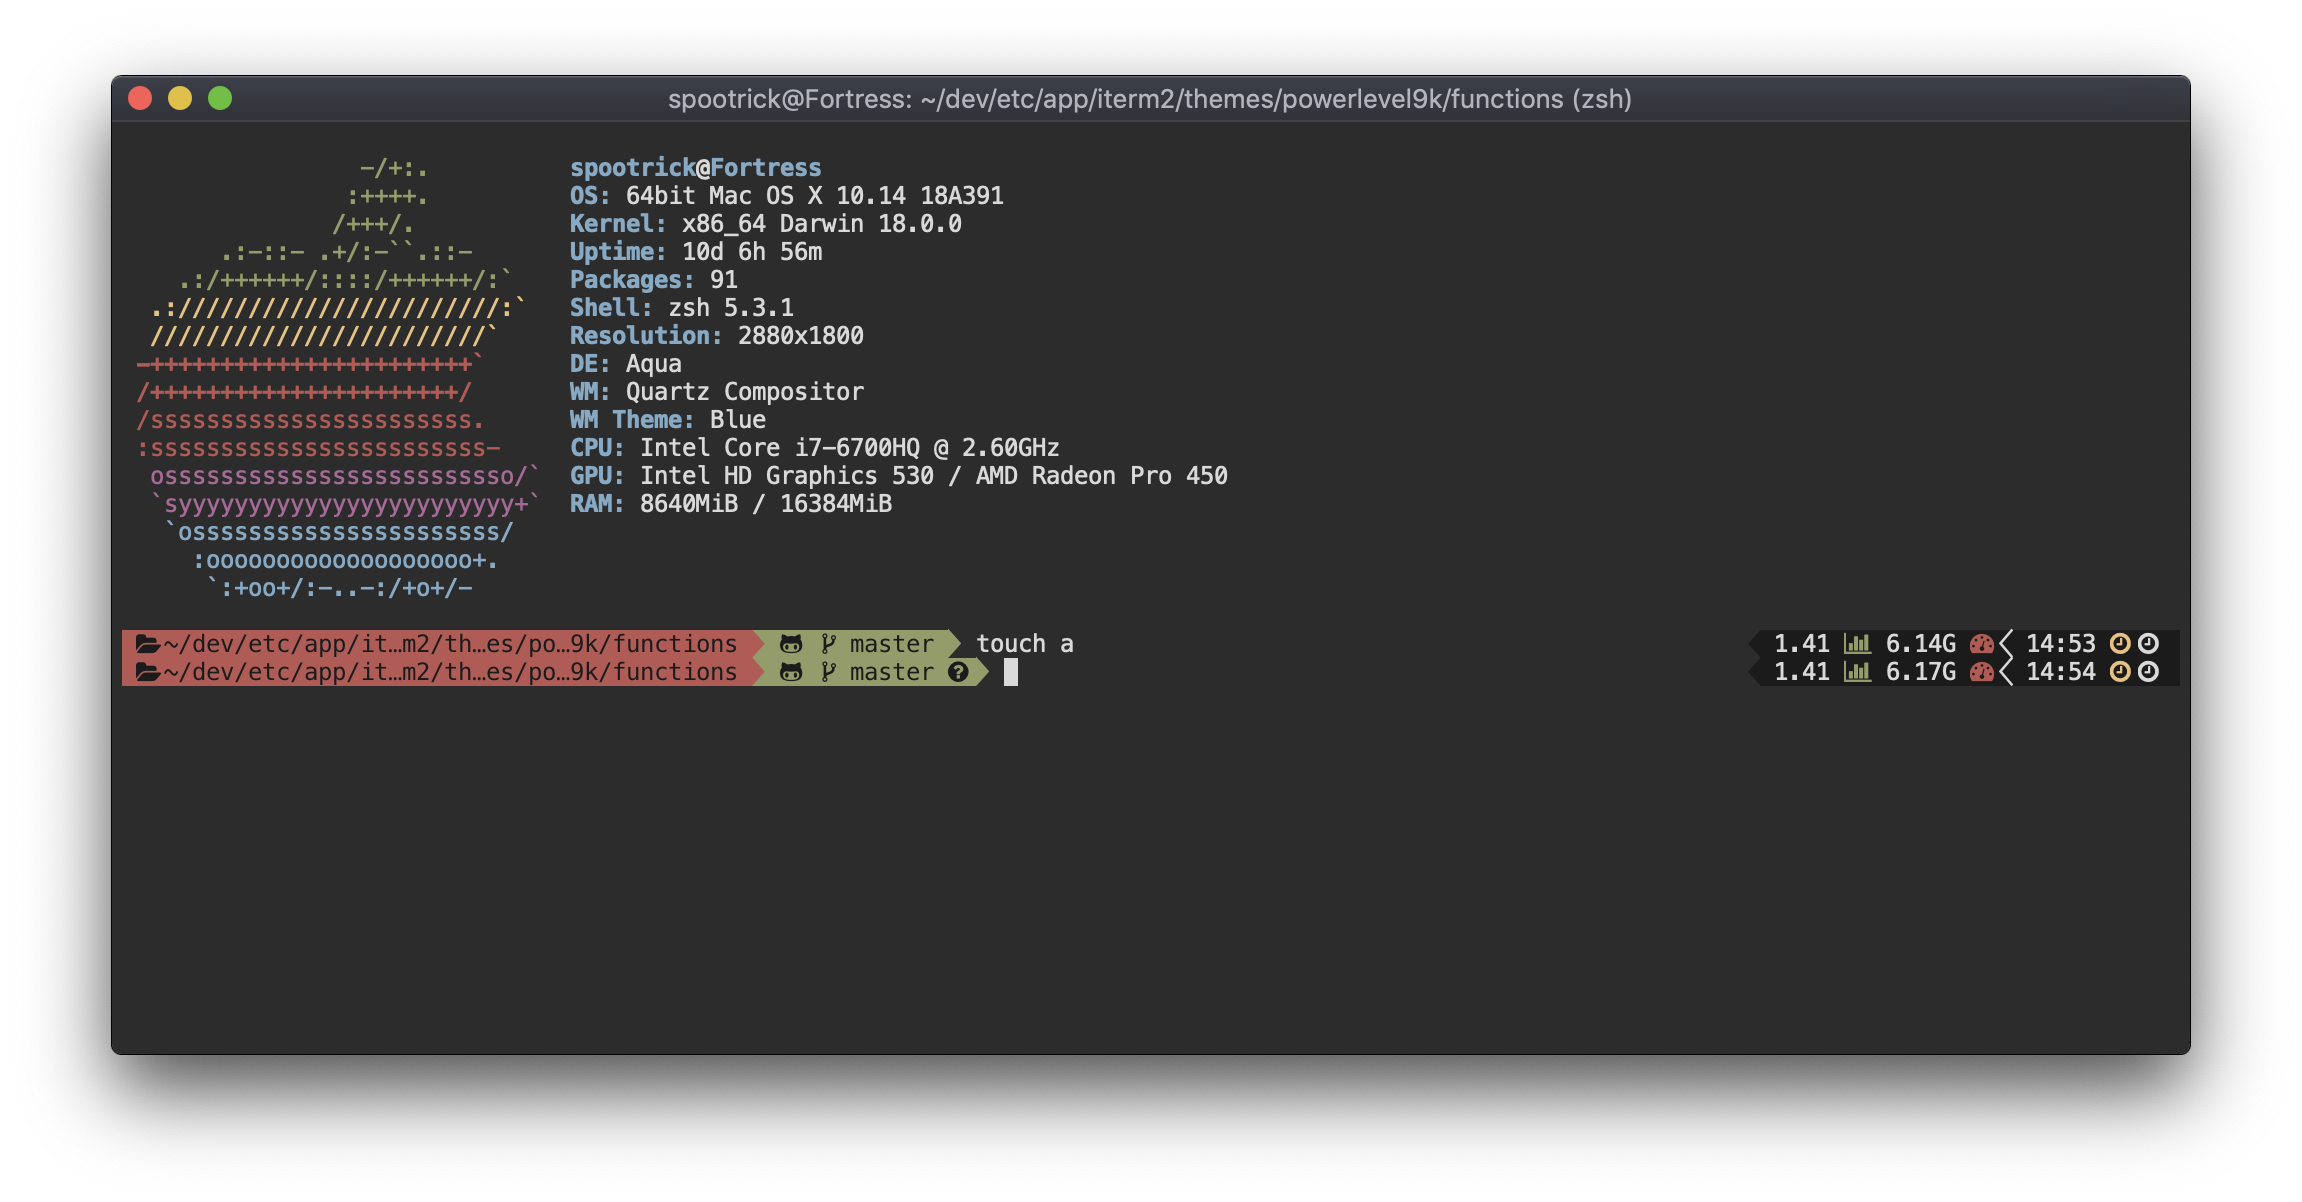 spootrick@Fortress: ~/dev/etc/app/iterm2/themes/powerlevel9k/functions (zsh)
-/+:. spootrick@Fortress
:++++. OS: 64bit Mac OS X 10.14 18A391
/+++/. Kernel: x86_64 Darwin 18.0.0
.:-::- .+/:-``.::- Uptime: 10d 6h 56m
.:/++++++/::::/++++++/:` Packages: 91
.:///////////////////////:` Shell: zsh 5.3.1
////////////////////////` Resolution: 2880x1800
-+++++++++++++++++++++++` DE: Aqua
/++++++++++++++++++++++/ WM: Quartz Compositor
/sssssssssssssssssssssss. WM Theme: Blue
:ssssssssssssssssssssssss- CPU: Intel Core i7-6700HQ @ 2.60GHz
osssssssssssssssssssssssso/` GPU: Intel HD Graphics 530 / AMD Radeon Pro 450
`syyyyyyyyyyyyyyyyyyyyyyyy+` RAM: 8640MiB / 16384MiB
`ossssssssssssssssssssss/
:ooooooooooooooooooo+.
`:+oo+/:-..-:/+o+/-
~/dev/etc/app/it…m2/th…es/po…9k/functions master touch a 1.41 6.14G 14:53
~/dev/etc/app/it…m2/th…es/po…9k/functions master ? 1.41 6.17G 14:54